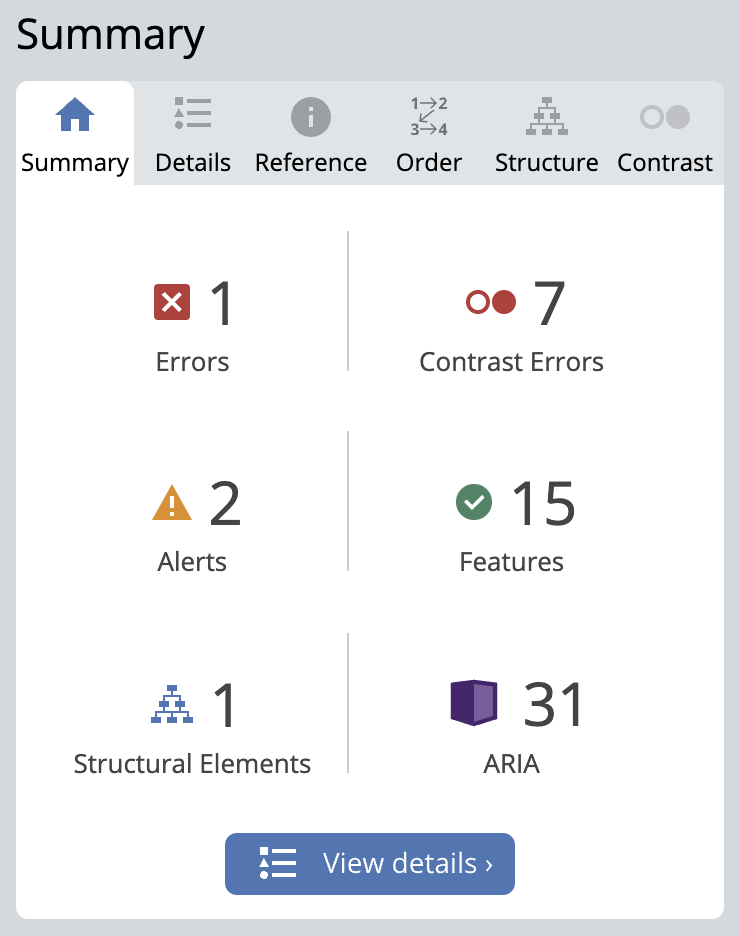 Summary
1→2
3→4
Summary Details Reference Order Structure Contrast
1 7
Errors Contrast Errors
2 15
Alerts Features
1 31
Structural Elements ARIA
View details ›